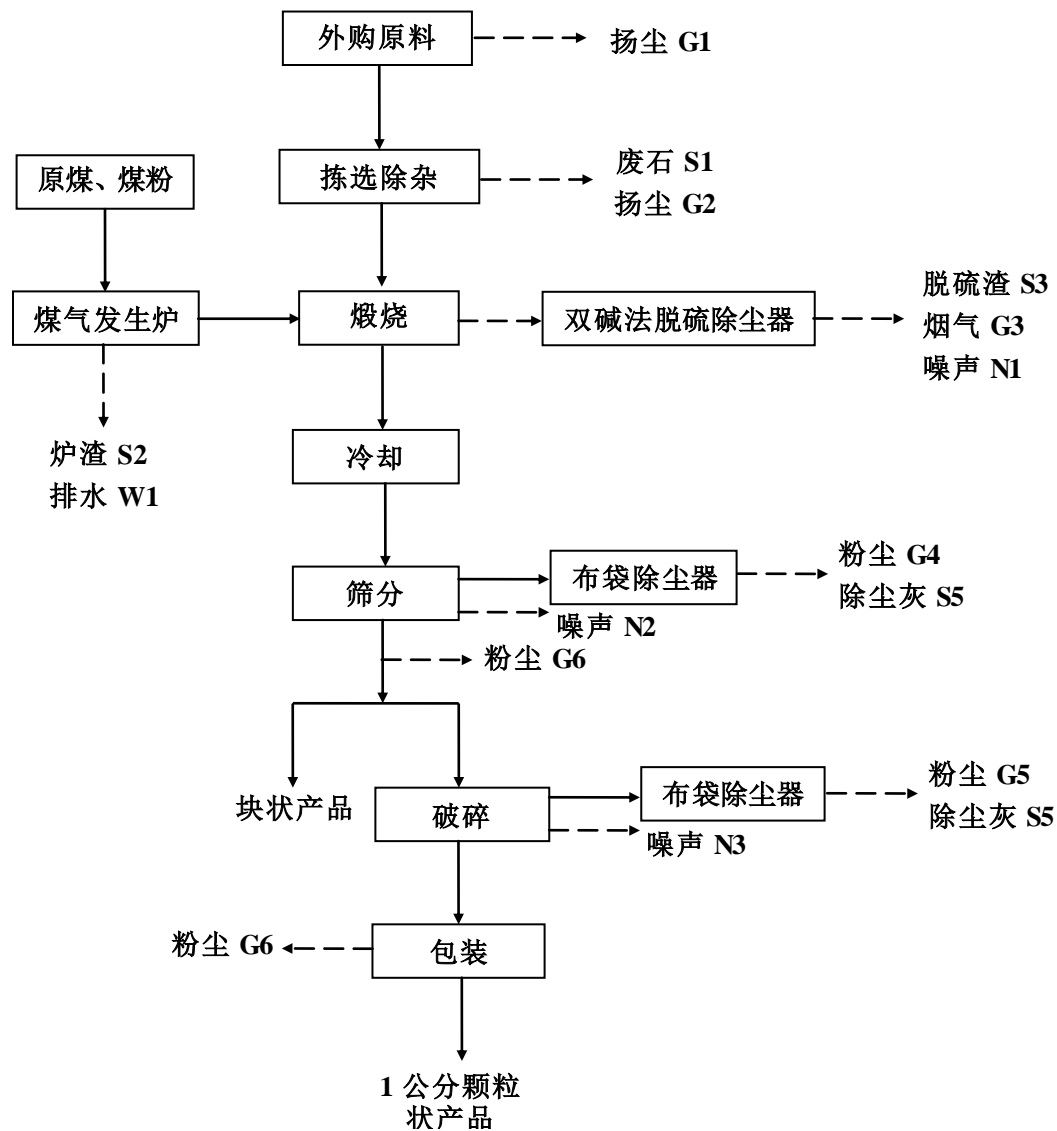 外购原料
扬尘 G1
原煤、煤粉
拣选除杂
废石 S1
扬尘 G2
煤气发生炉
煅烧
双碱法脱硫除尘器
脱硫渣 S3
烟气 G3
噪声 N1
炉渣 S2
排水 W1
冷却
筛分
布袋除尘器
粉尘 G4
除尘灰 S5
噪声 N2
粉尘 G6
块状产品
破碎
布袋除尘器
粉尘 G5
除尘灰 S5
噪声 N3
粉尘 G6
包装
1 公分颗粒
状产品